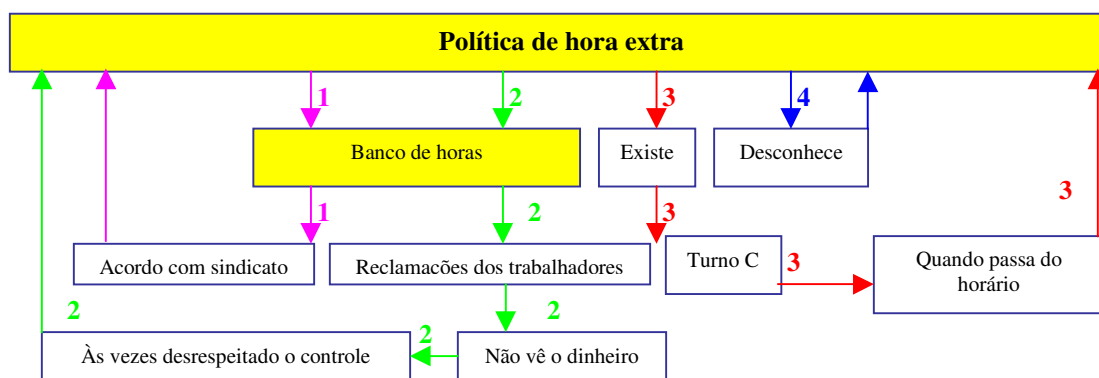 Política de hora extra
1
2
3
4
Banco de horas
Existe
Desconhece
3
1
2
3
Acordo com sindicato
Reclamacões dos trabalhadores
Turno C
3
Quando passa do
horário
2
2
2
Às vezes desrespeitado o controle
Não vê o dinheiro